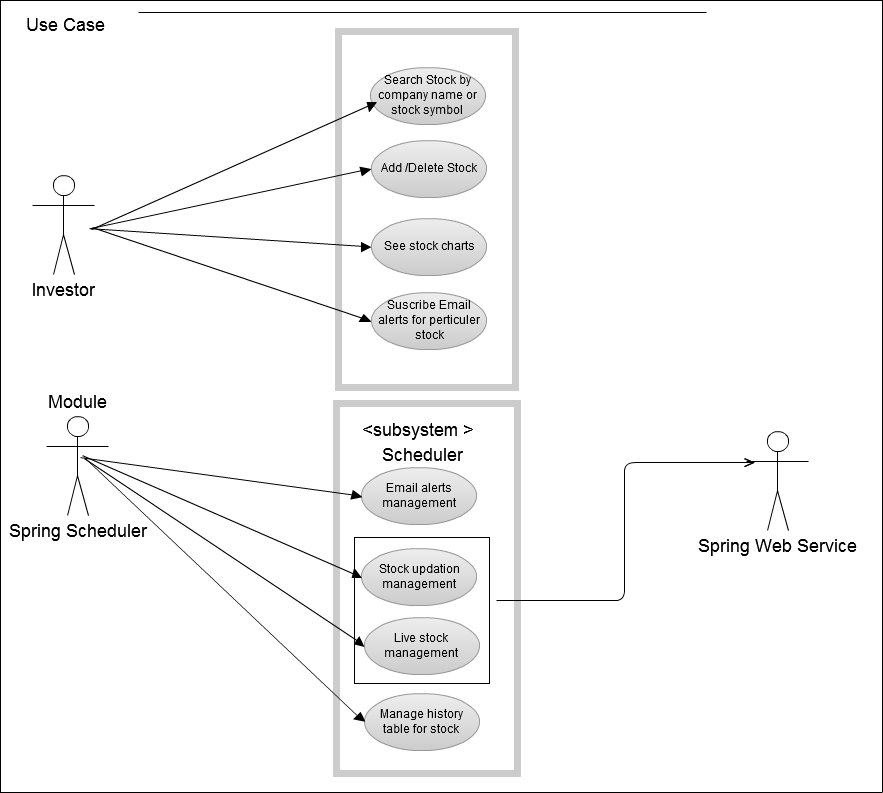 Use Case
Search Stock by
company name or
stock symbol
Add /Delete Stock
See stock charts
Suscribe Email
alerts for perticuler
stock
Investor
Module
Spring Scheduler
<subsystem >
Scheduler
Email alerts
management
Stock updation
management
Live stock
management
Manage history
table for stock
Spring Web Service